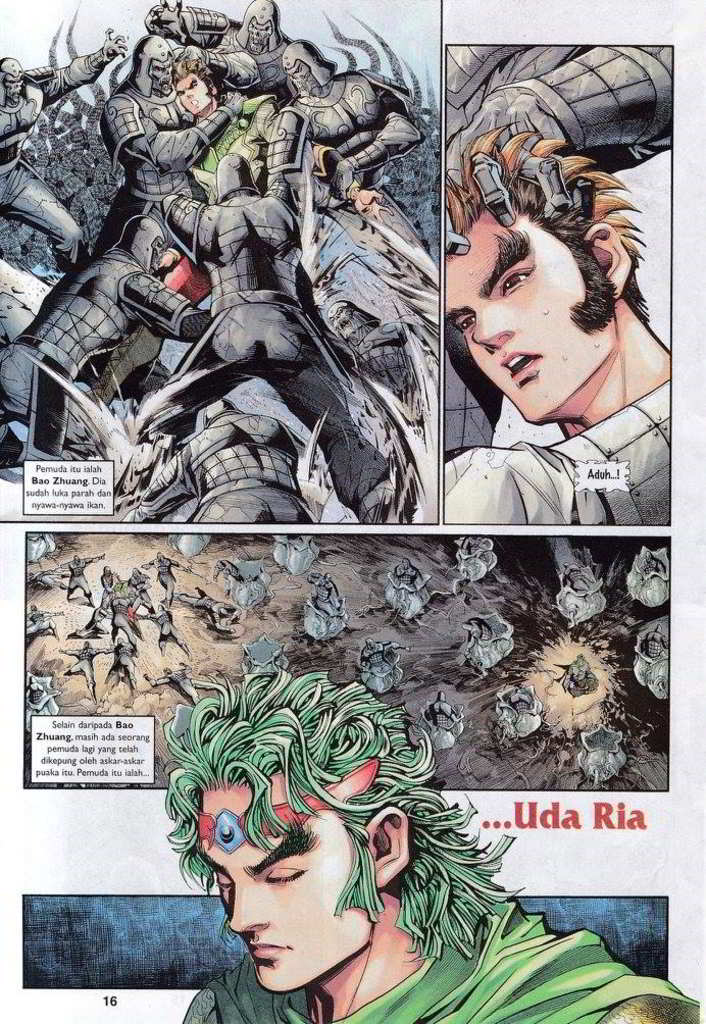 Pemuda itu ialah
Bao Zhuang. Dia
sudah luka parah dan
nyawa-nyawa ikan.
Aduh...!
Selain daripada Bao
Zhuang, masih ada seorang
pemuda lagi yang telah
dikepung oleh askar-askar
puaka itu. Pemuda itu ialah...
...Uda Ria
16